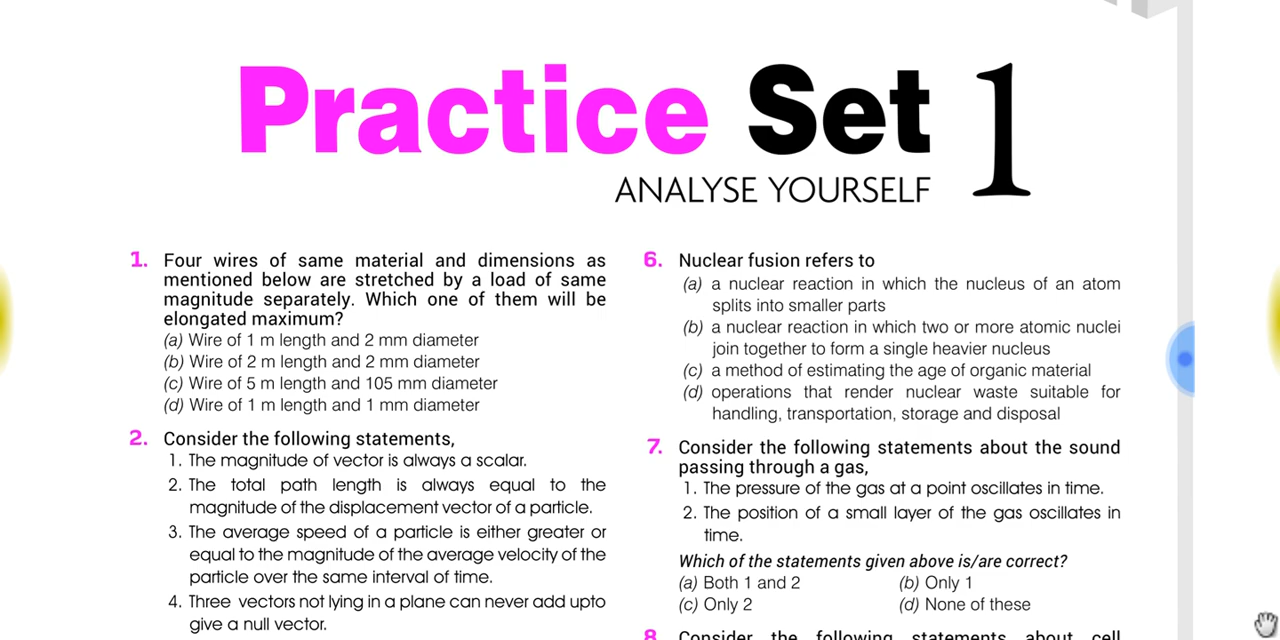 Practice Set 1
ANALYSE YOURSELF
1. Four wires of same material and dimensions as
mentioned below are stretched by a load of same
magnitude separately. Which one of them will be
elongated maximum?
(a) Wire of 1 m length and 2 mm diameter
(b) Wire of 2 m length and 2 mm diameter
(c) Wire of 5 m length and 105 mm diameter
(d) Wire of 1 m length and 1 mm diameter
2. Consider the following statements,
1. The magnitude of vector is always a scalar.
2. The total path length is always equal to the
magnitude of the displacement vector of a particle.
3. The average speed of a particle is either greater or
equal to the magnitude of the average velocity of the
particle over the same interval of time.
4. Three vectors not lying in a plane can never add upto
give a null vector.
6. Nuclear fusion refers to
(a) a nuclear reaction in which the nucleus of an atom
splits into smaller parts
(b) a nuclear reaction in which two or more atomic nuclei
join together to form a single heavier nucleus
(c) a method of estimating the age of organic material
(d) operations that render nuclear waste suitable for
handling, transportation, storage and disposal
7. Consider the following statements about the sound
passing through a gas,
1. The pressure of the gas at a point oscillates in time.
2. The position of a small layer of the gas oscillates in
time.
Which of the statements given above is/are correct?
(a) Both 1 and 2 (b) Only 1
(c) Only 2 (d) None of these
8. Consider the following statements about cell